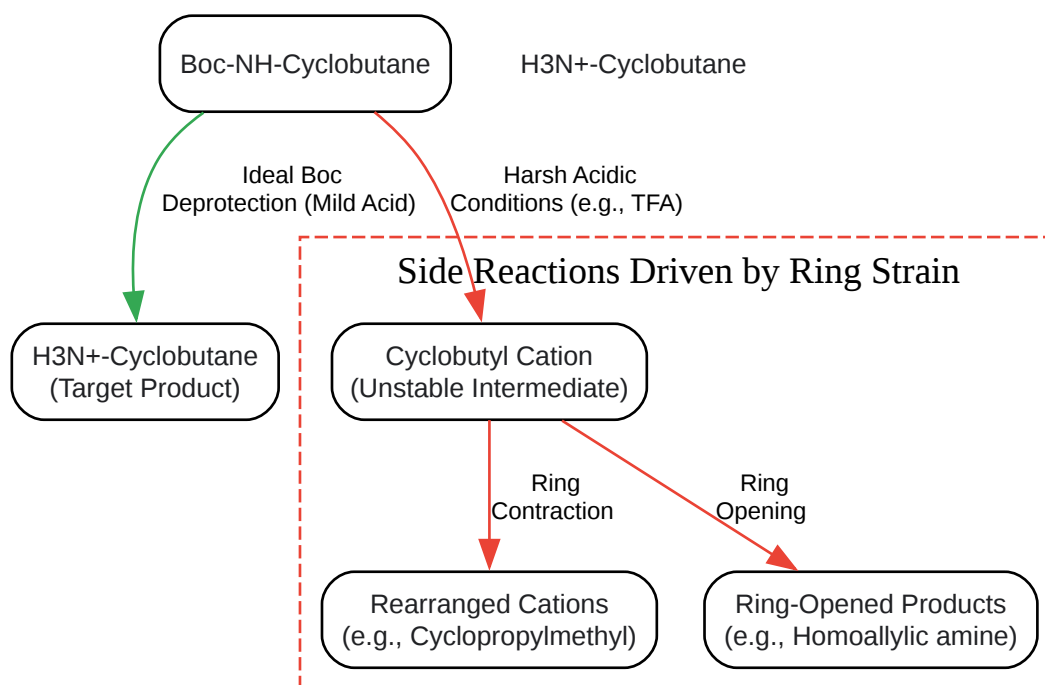 Boc-NH-Cyclobutane
H3N+-Cyclobutane
Ideal Boc
Deprotection (Mild Acid)
Harsh Acidic
Conditions (e.g., TFA)
Side Reactions Driven by Ring Strain
H3N+-Cyclobutane
(Target Product)
Cyclobutyl Cation
(Unstable Intermediate)
Ring
Contraction
Ring
Opening
Rearranged Cations
(e.g., Cyclopropylmethyl)
Ring-Opened Products
(e.g., Homoallylic amine)